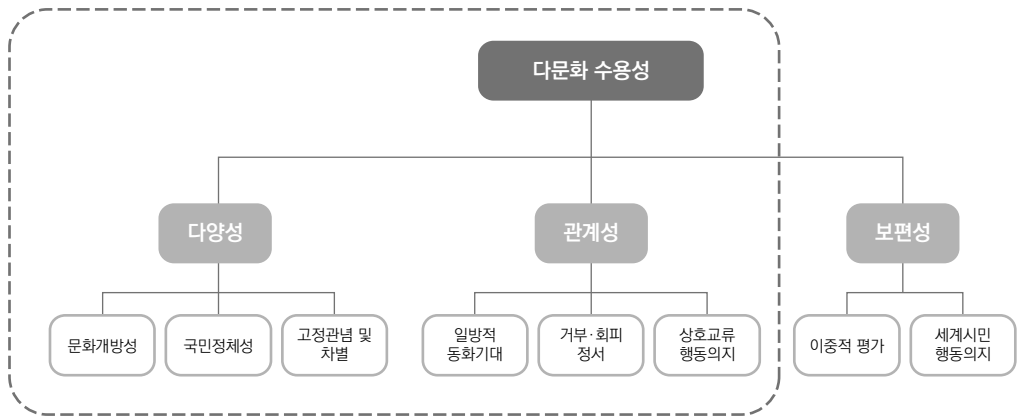 다문화 수용성
다양성
관계성
보편성
문화개방성
국민정체성
고정관념 및
차별
일방적
동화기대
거부·회피
정서
상호교류
행동의지
이중적 평가
세계시민
행동의지